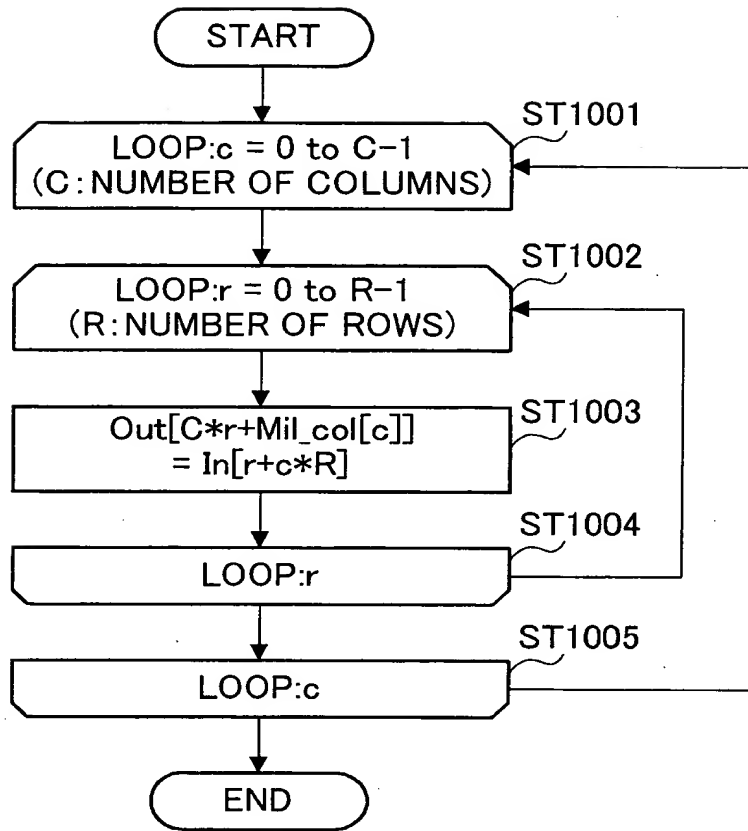 START
ST1001
LOOP:c = 0 to C-1
(C:NUMBER OF COLUMNS)
ST1002
LOOP:r = 0 to R-1
(R:NUMBER OF ROWS)
ST1003
Out[C*r+Mil_col[c]]
= In[r+c*R]
ST1004
LOOP:r
ST1005
LOOP:c
END